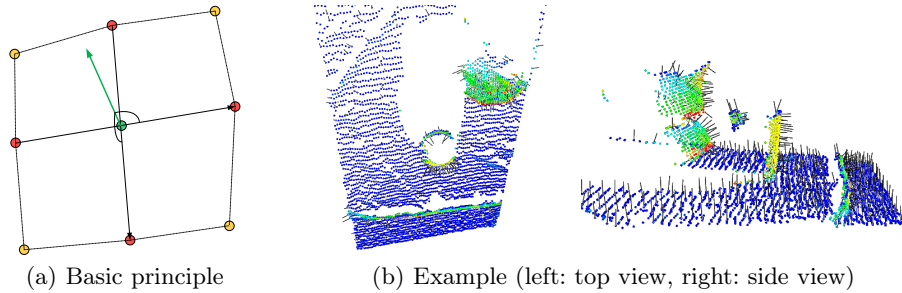 (a) Basic principle
(b) Example (left: top view, right: side view)